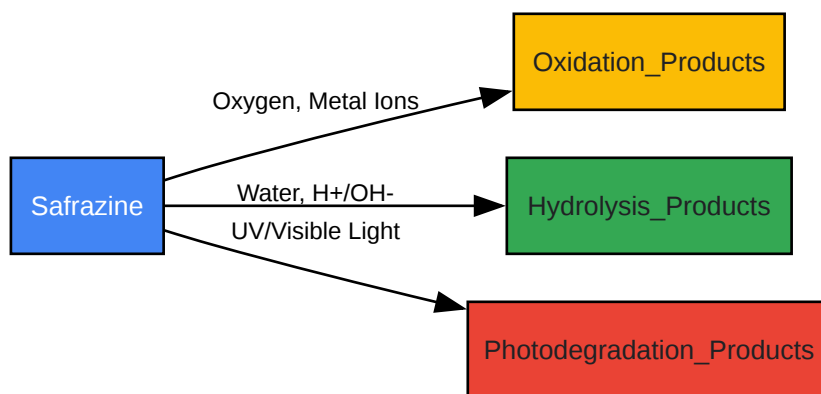 Oxidation_Products
Oxygen, Metal Ions
Safrazine
Water, H+/OH-
Hydrolysis_Products
UV/Visible Light
Photodegradation_Products